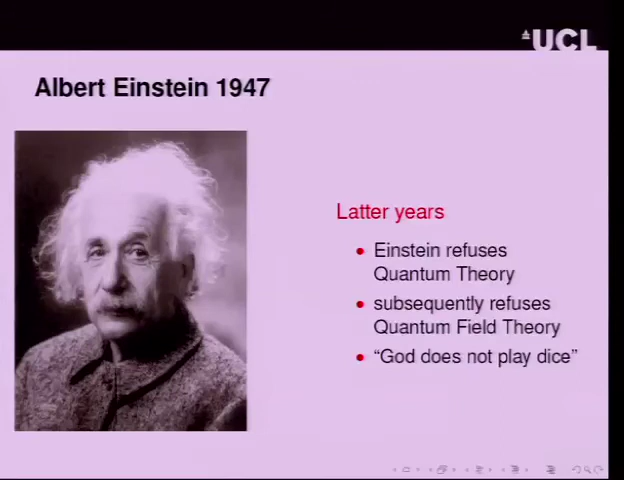 UCL
Albert Einstein 1947
Latter years
Einstein refuses
Quantum Theory
subsequently refuses
Quantum Field Theory
“God does not play dice”